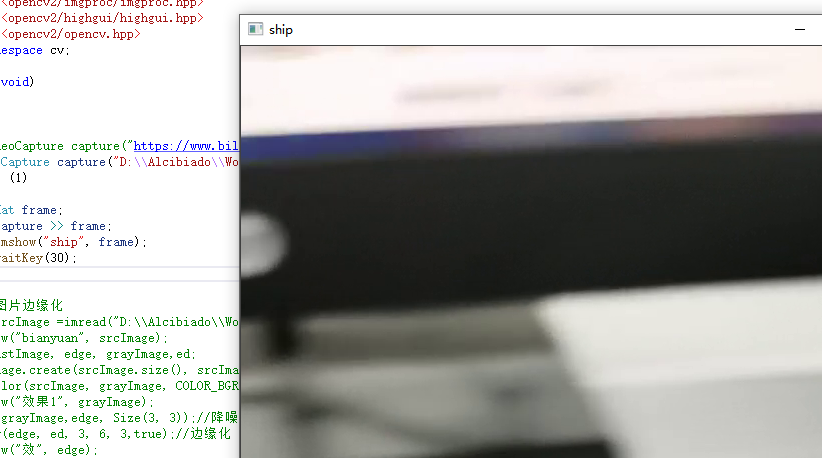 <opencv2/imgproc/imgproc.hpp>
<opencv2/highgui/highgui.hpp>
<opencv2/opencv.hpp>
espace cv;
void)
eoCapture capture("https://www.bil
Capture capture("D:\\Alcibiado\\Wo
(1)
at frame;
apture >> frame;
mshow("ship", frame);
aitKey(30);
图片边缘化
srcImage =imread("D:\\Alcibiado\\Wo
w("bianyuan", srcImage);
stImage, edge, grayImage,ed;
mage.create(srcImage.size(), srcIma
lor(srcImage, grayImage, COLOR_BGR
w("效果1", grayImage);
grayImage,edge, Size(3, 3));//降噪
(edge, ed, 3, 6, 3,true);//边缘化
w("效", edge);
ship